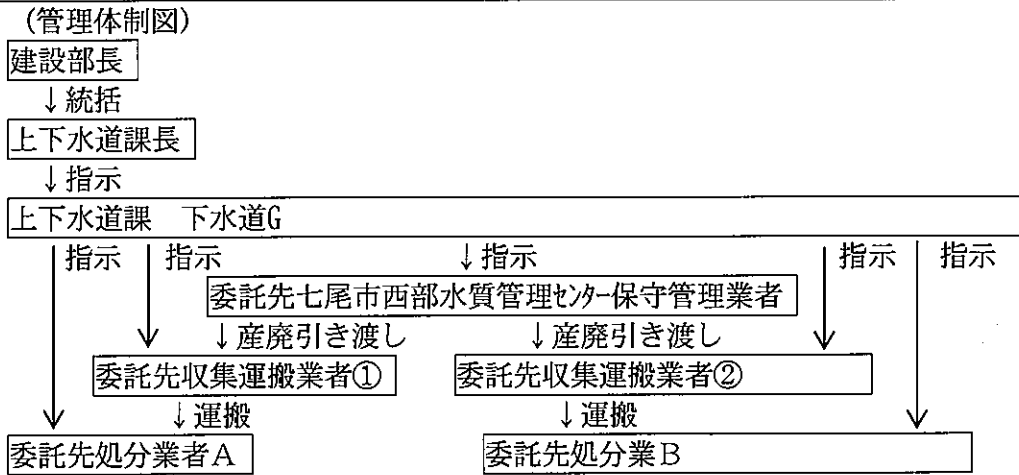 (管理体制図)
建設部長
↓統括
上下水道課長
↓指示
上下水道課　下水道G
指示　指示　↓指示　指示　指示
委託先七尾市西部水質管理ｾﾝﾀｰ保守管理業者
↓産廃引き渡し　↓産廃引き渡し
委託先収集運搬業者①　委託先収集運搬業者②
↓運搬　↓運搬
委託先処分業者A　委託先処分業B